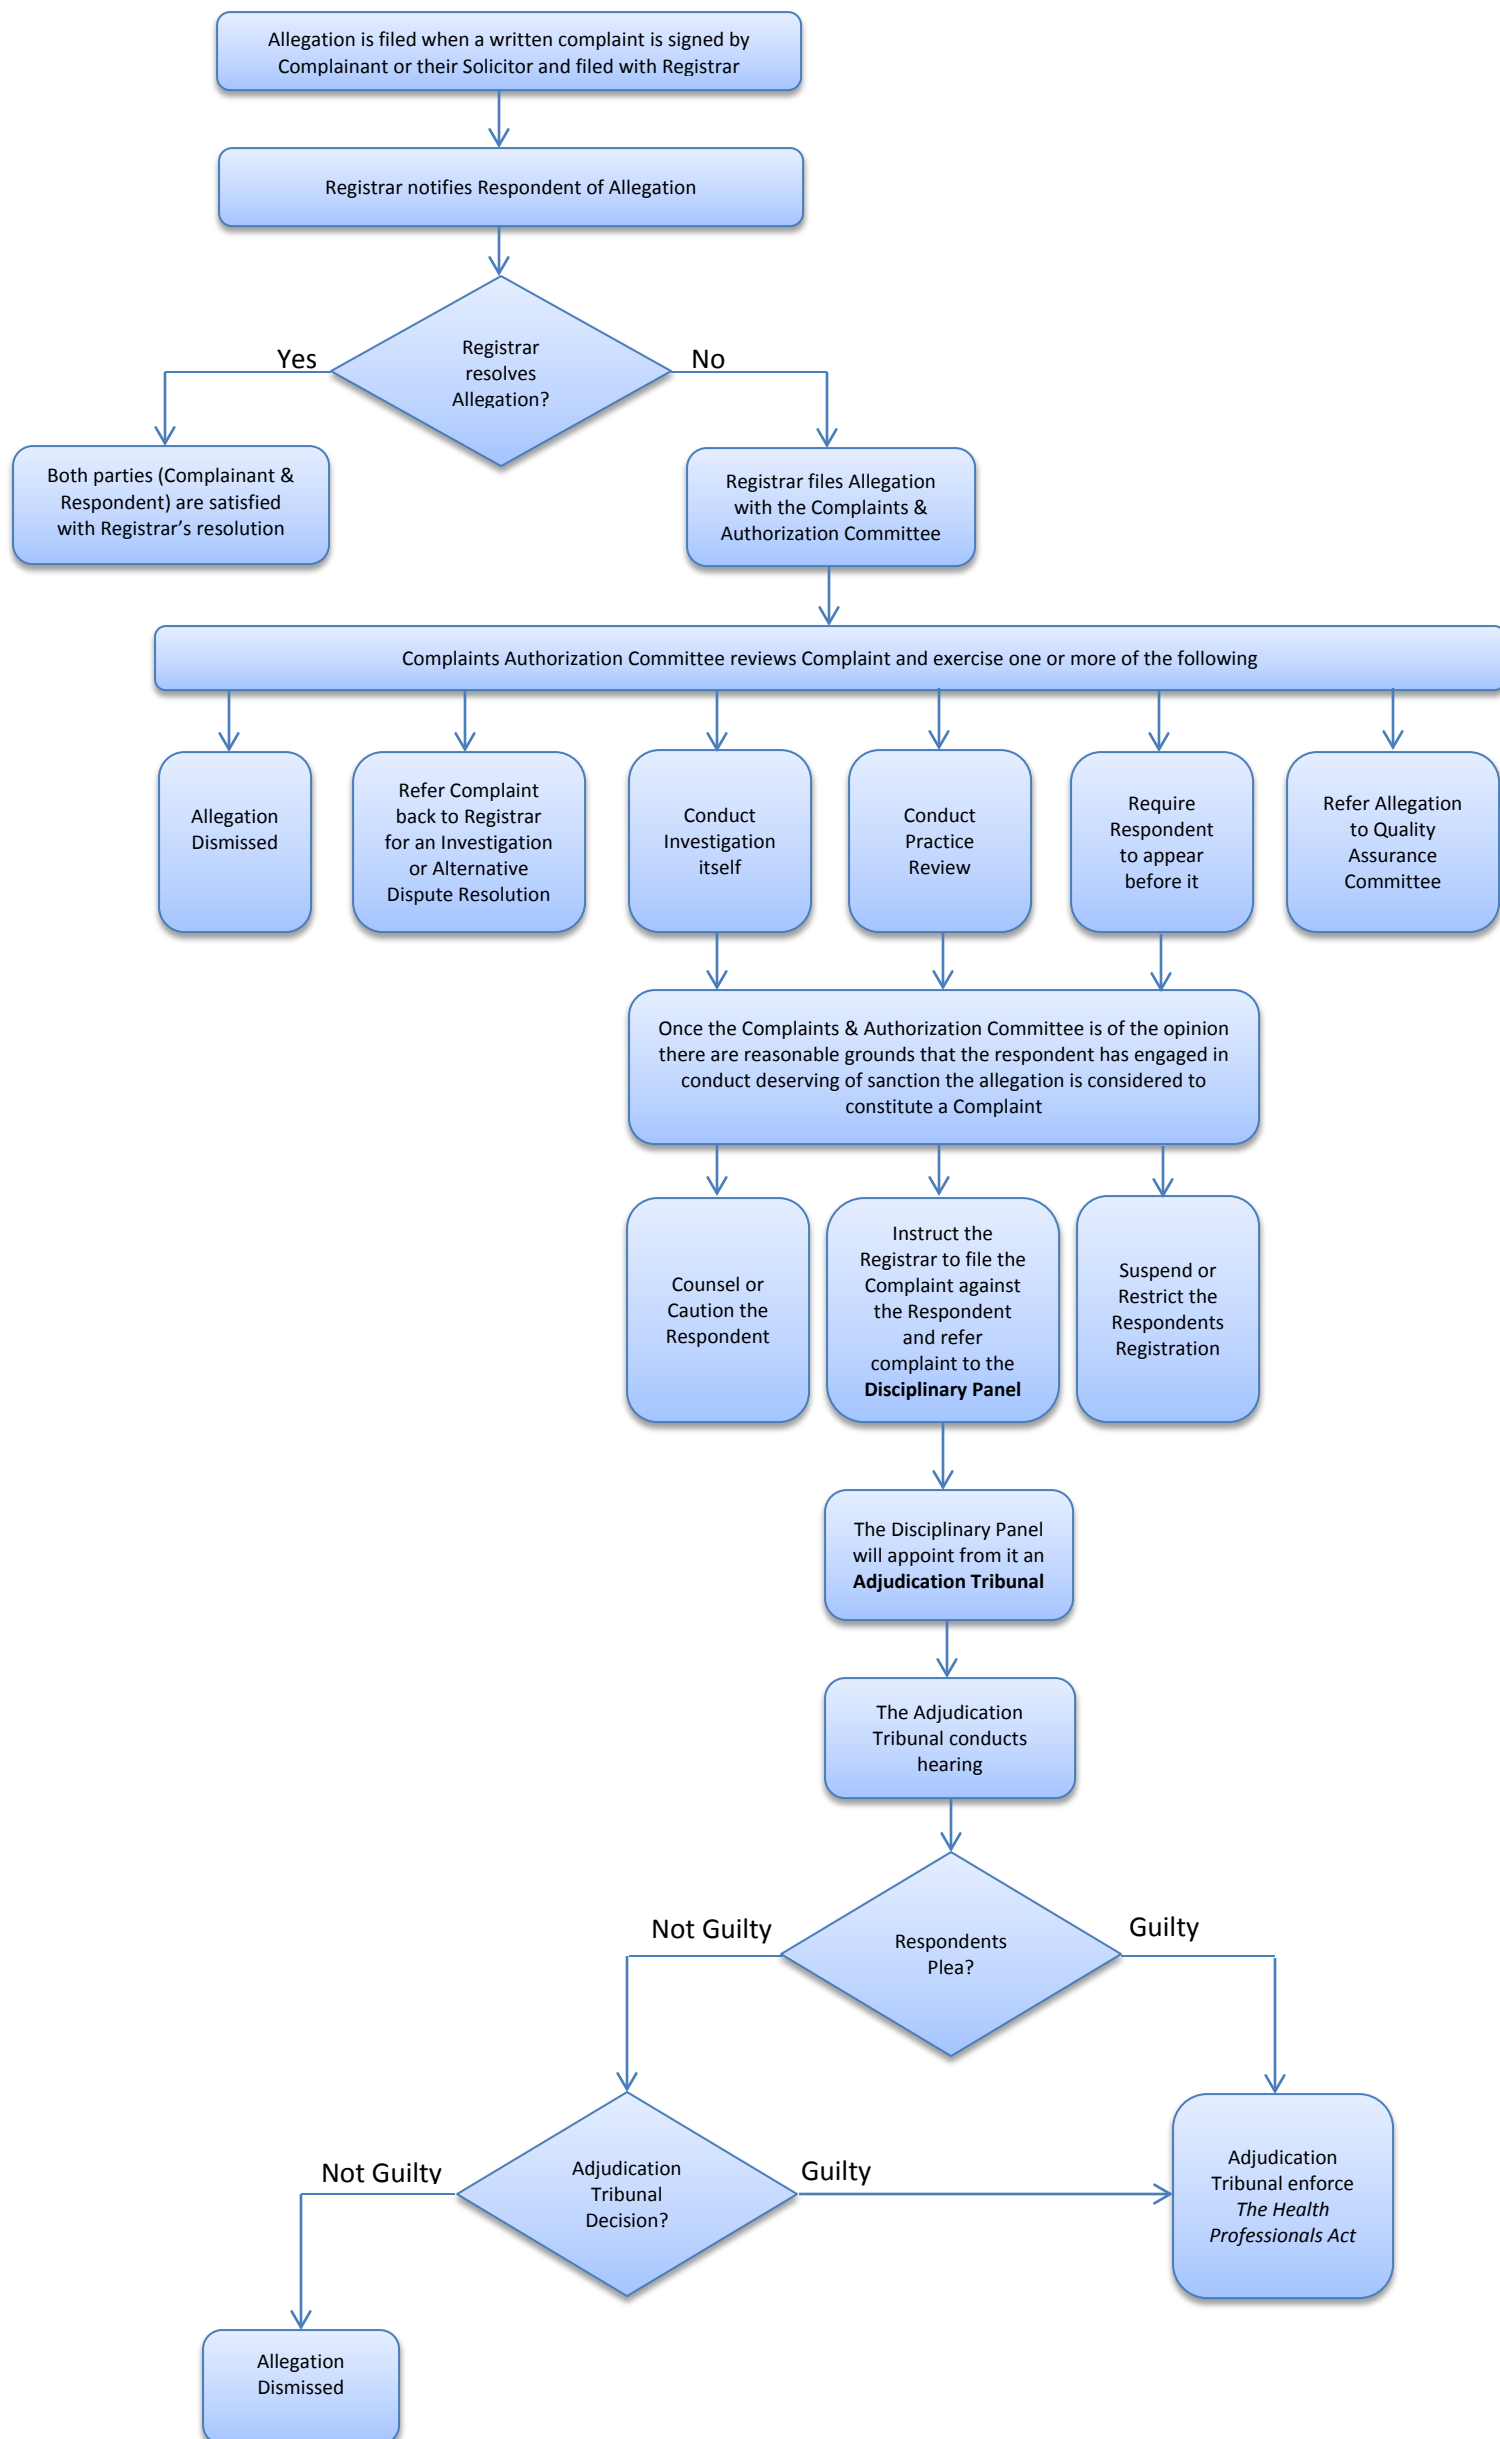 Allegation is filed when a written complaint is signed by
Complainant or their Solicitor and filed with Registrar
Registrar notifies Respondent of Allegation
Registrar
resolves
Allegation?
Yes
No
Both parties (Complainant &
Respondent) are satisfied
with Registrar’s resolution
Registrar files Allegation
with the Complaints &
Authorization Committee
Complaints Authorization Committee reviews Complaint and exercise one or more of the following
Allegation
Dismissed
Refer Complaint
back to Registrar
for an Investigation
or Alternative
Dispute Resolution
Conduct
Investigation
itself
Conduct
Practice
Review
Require
Respondent
to appear
before it
Refer Allegation
to Quality
Assurance
Committee
Once the Complaints & Authorization Committee is of the opinion
there are reasonable grounds that the respondent has engaged in
conduct deserving of sanction the allegation is considered to
constitute a Complaint
Counsel or
Caution the
Respondent
Instruct the
Registrar to file the
Complaint against
the Respondent
and refer
complaint to the
Disciplinary Panel
Suspend or
Restrict the
Respondents
Registration
The Disciplinary Panel
will appoint from it an
Adjudication Tribunal
The Adjudication
Tribunal conducts
hearing
Respondents
Plea?
Not Guilty
Guilty
Adjudication
Tribunal
Decision?
Not Guilty
Guilty
Adjudication
Tribunal enforce
The Health
Professionals Act
Allegation
Dismissed